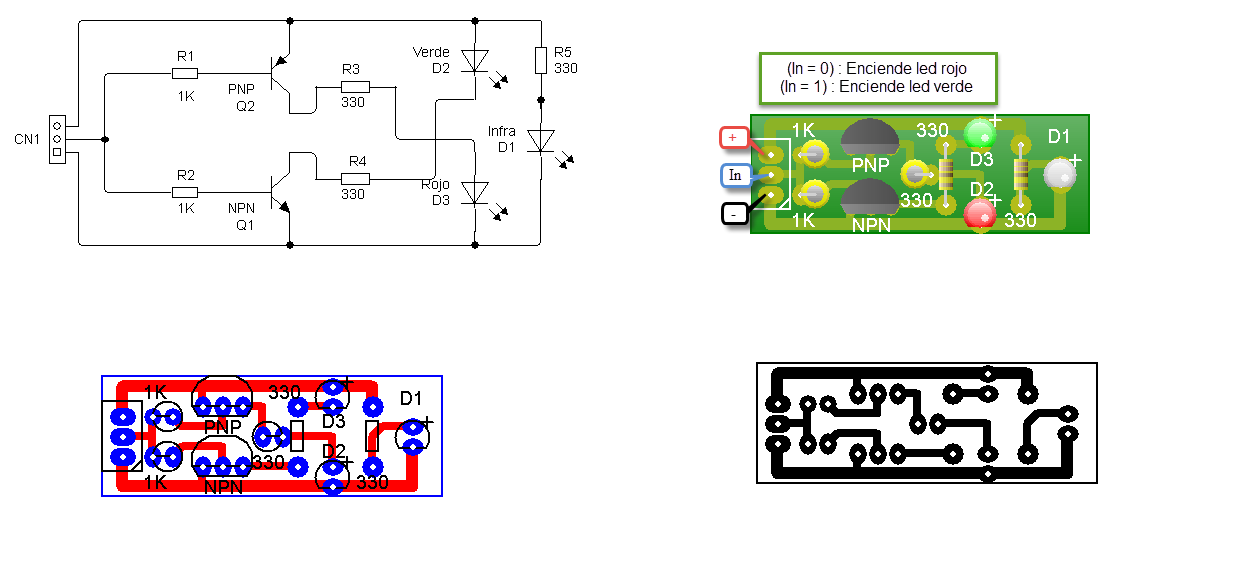 CN1
R1
1K
PNP
Q2
R3
330
Verde
D2
R5
330
Infra
D1
R2
1K
NPN
Q1
R4
330
Rojo
D3
(In = 0) : Enciende led rojo
(In = 1) : Enciende led verde
+
In
-
1K
PNP
330
+
D3
D1
+
1K
NPN
330
D2
+
330
1K
PNP
330
+
D3
D1
+
1K
NPN
330
D2
+
330